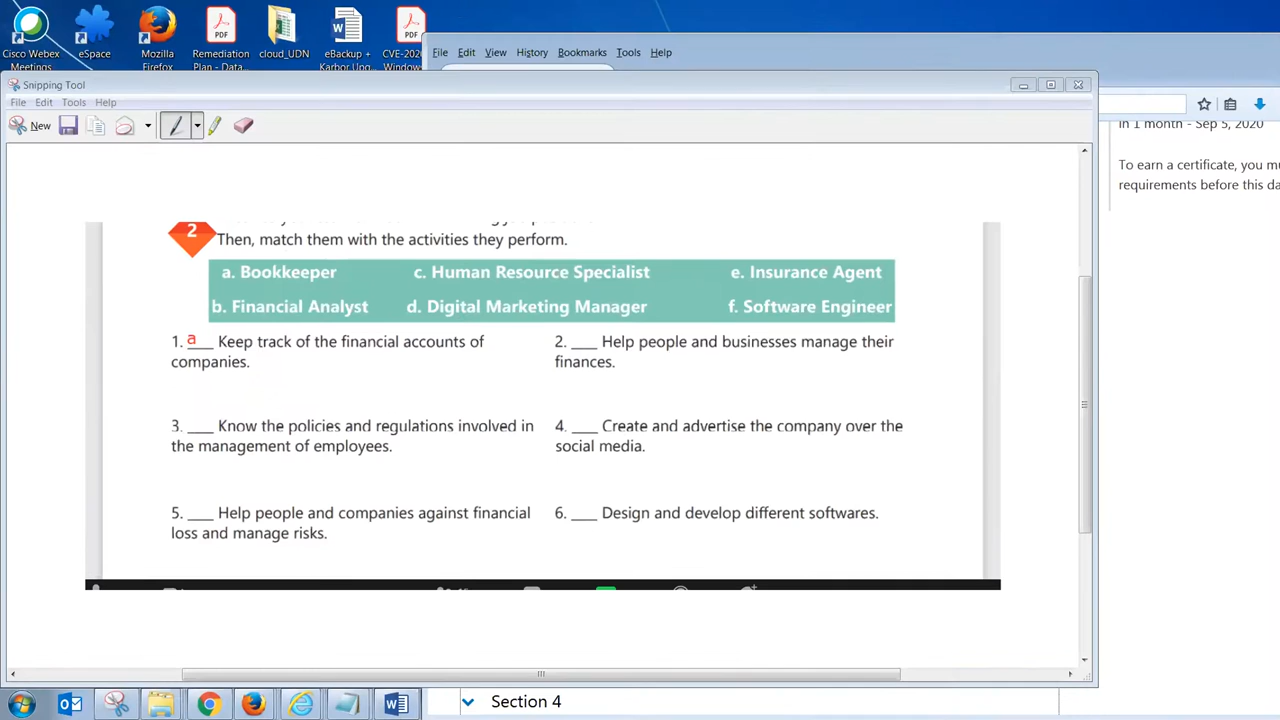 Cisco Webex
Meetings
eSpace
Mozilla
Firefox
PDF
Remediation
Plan - Data...
cloud_UDN
eBackup +
Karbor Upg...
PDF
CVE-202
Windows
File Edit View History Bookmarks Tools Help
Snipping Tool
File Edit Tools Help
New
in 1 month - Sep 5, 2020
To earn a certificate, you mu
requirements before this da
2
Then, match them with the activities they perform.
a. Bookkeeper c. Human Resource Specialist e. Insurance Agent
b. Financial Analyst d. Digital Marketing Manager f. Software Engineer
1. a Keep track of the financial accounts of
companies.
2. ___ Help people and businesses manage their
finances.
3. ___ Know the policies and regulations involved in
the management of employees.
4. ___ Create and advertise the company over the
social media.
5. ___ Help people and companies against financial
loss and manage risks.
6. ___ Design and develop different softwares.
Section 4